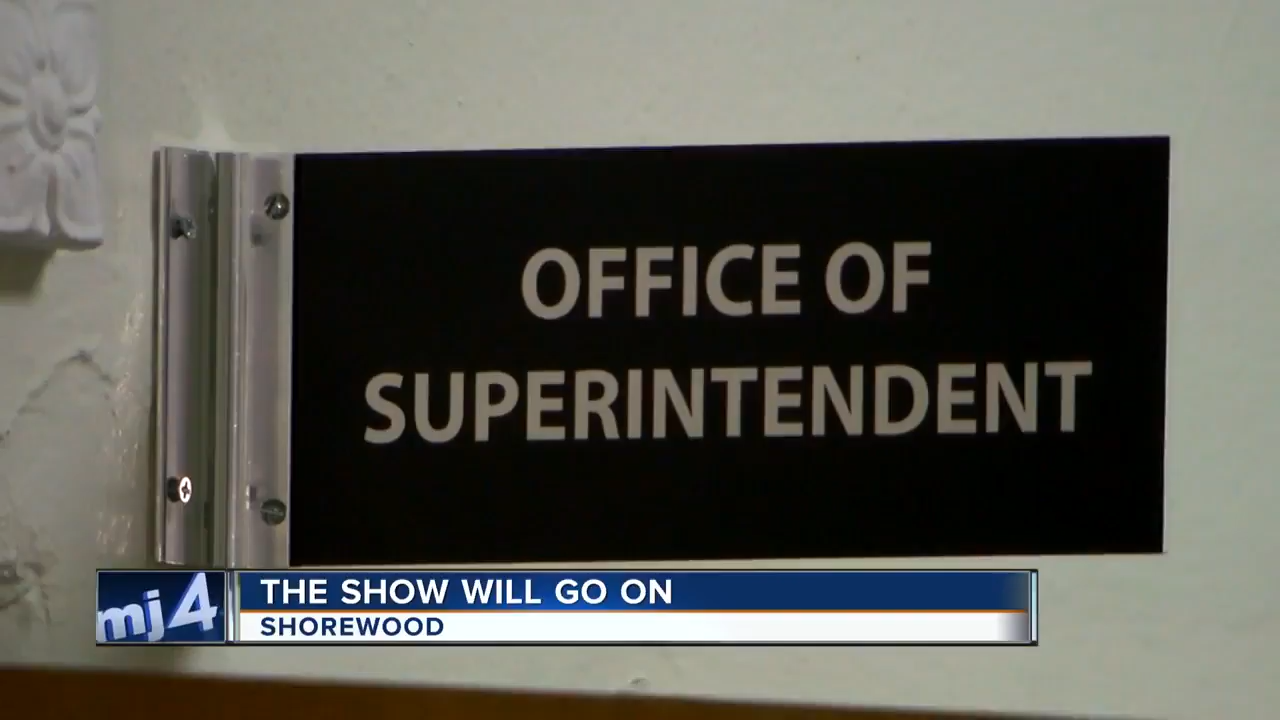 OFFICE OF
SUPERINTENDENT
mj4
THE SHOW WILL GO ON
SHOREWOOD